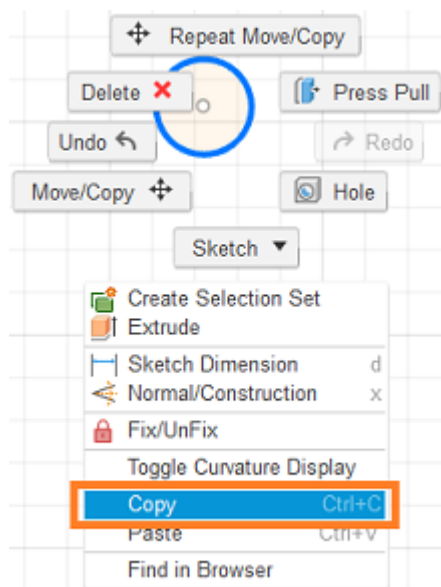 Repeat Move/Copy
Delete
Press Pull
Undo
Redo
Move/Copy
Hole
Sketch
Create Selection Set
Extrude
Sketch Dimension d
Normal/Construction x
Fix/UnFix
Toggle Curvature Display
Copy Ctrl+C
Paste Ctrl+V
Find in Browser